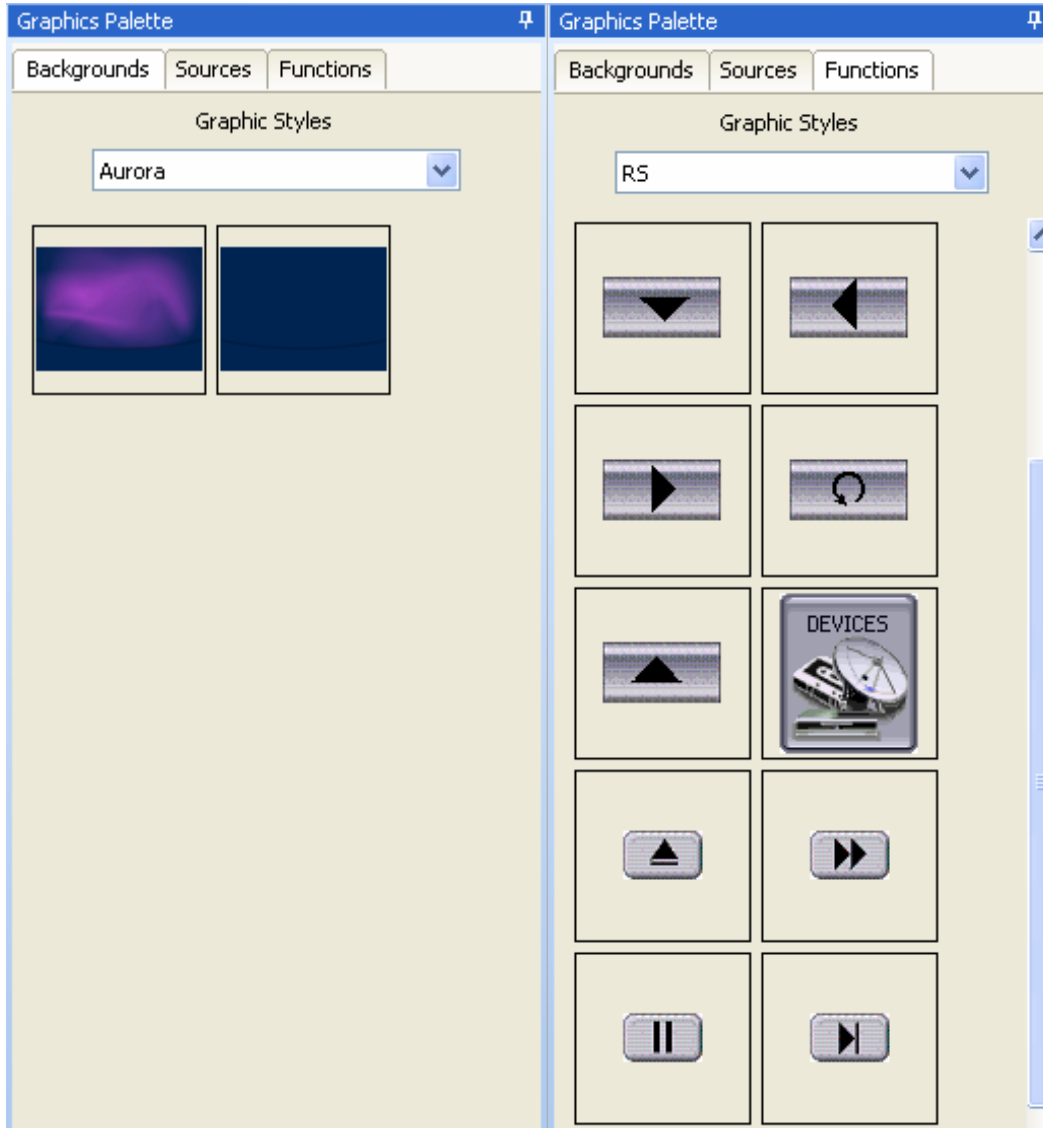 Graphics Palette
Backgrounds Sources Functions
Graphic Styles
Aurora
Graphics Palette
Backgrounds Sources Functions
Graphic Styles
RS
DEVICES